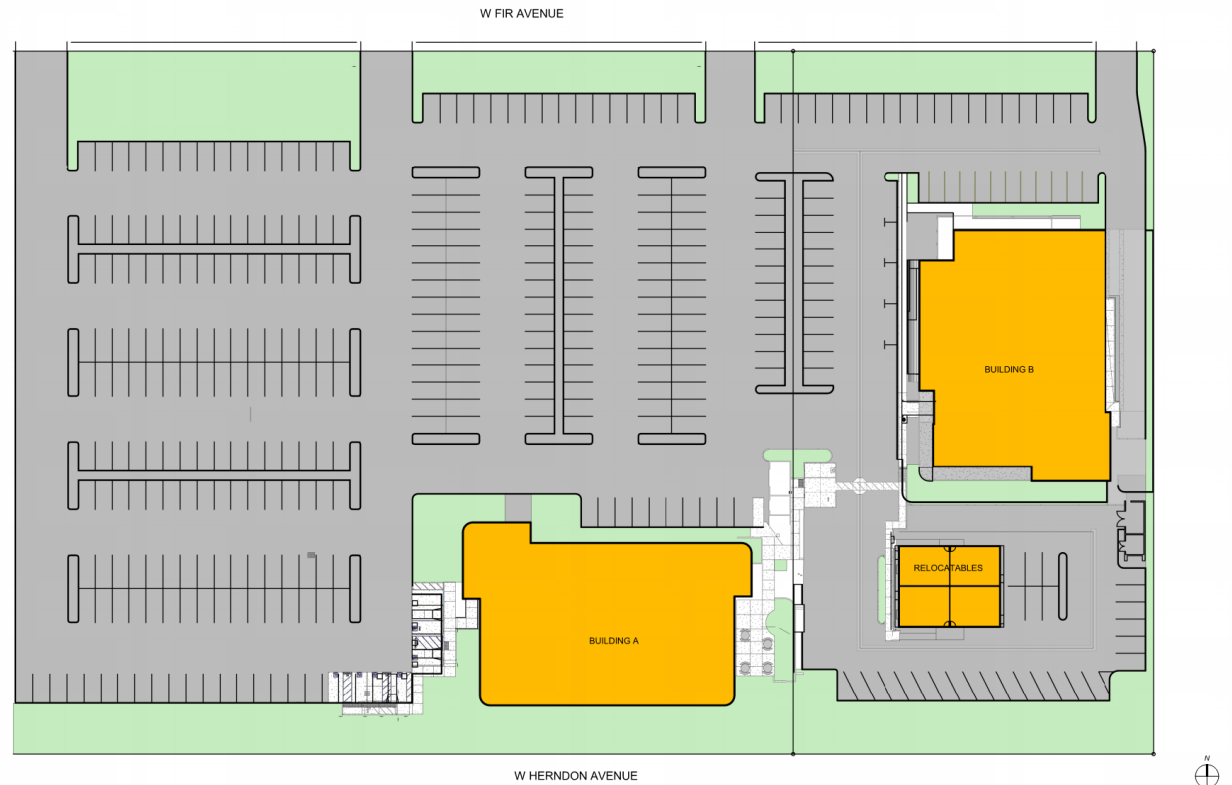 W FIR AVENUE
BUILDING B
RELOCATABLES
BUILDING A
W HERNDON AVENUE
N